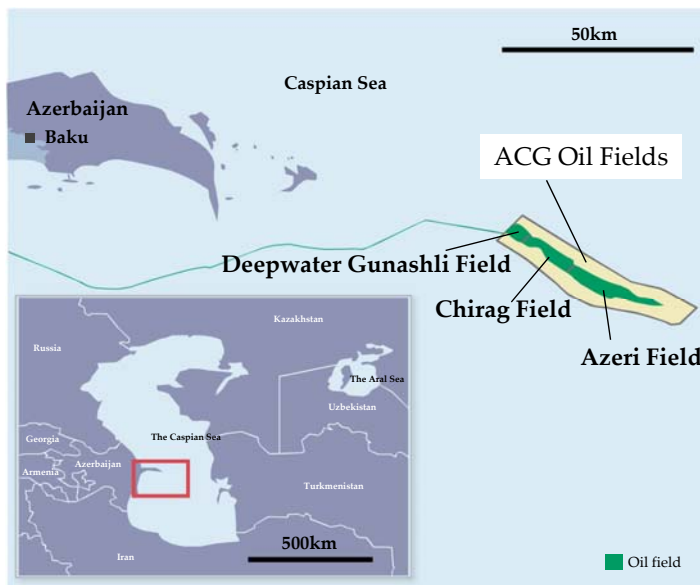 50km
Caspian Sea
Azerbaijan
Baku
ACG Oil Fields
Deepwater Gunashli Field
Chirag Field
Azeri Field
Kazakhstan
Russia
The Aral Sea
Uzbekistan
The Caspian Sea
Georgia
Azerbaijan
Armenia
Turkmenistan
500km
Iran
Oil field